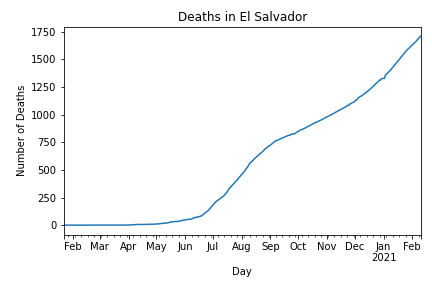 Deaths in El Salvador
1750
1500
1250
1000
750
500
250
0
Number of Deaths
Feb Mar Apr May Jun Jul Aug Sep Oct Nov Dec Jan Feb
2021
Day